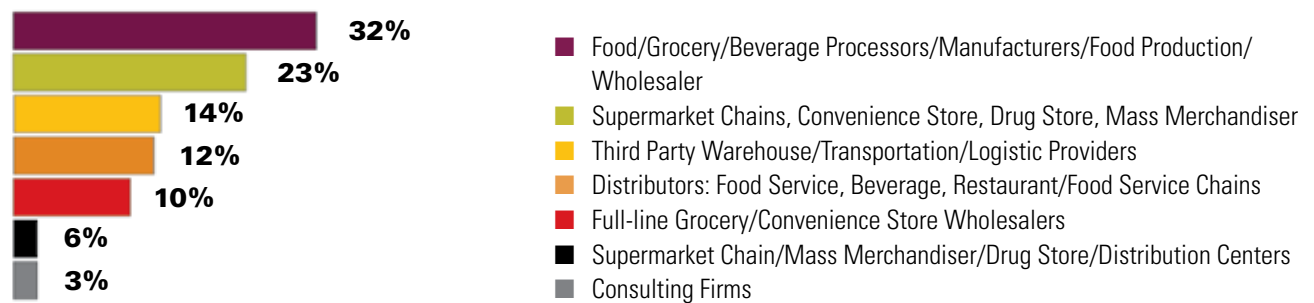 32%
23%
14%
12%
10%
6%
3%
Food/Grocery/Beverage Processors/Manufacturers/Food Production/
Wholesaler
Supermarket Chains, Convenience Store, Drug Store, Mass Merchandiser
Third Party Warehouse/Transportation/Logistic Providers
Distributors: Food Service, Beverage, Restaurant/Food Service Chains
Full-line Grocery/Convenience Store Wholesalers
Supermarket Chain/Mass Merchandiser/Drug Store/Distribution Centers
Consulting Firms